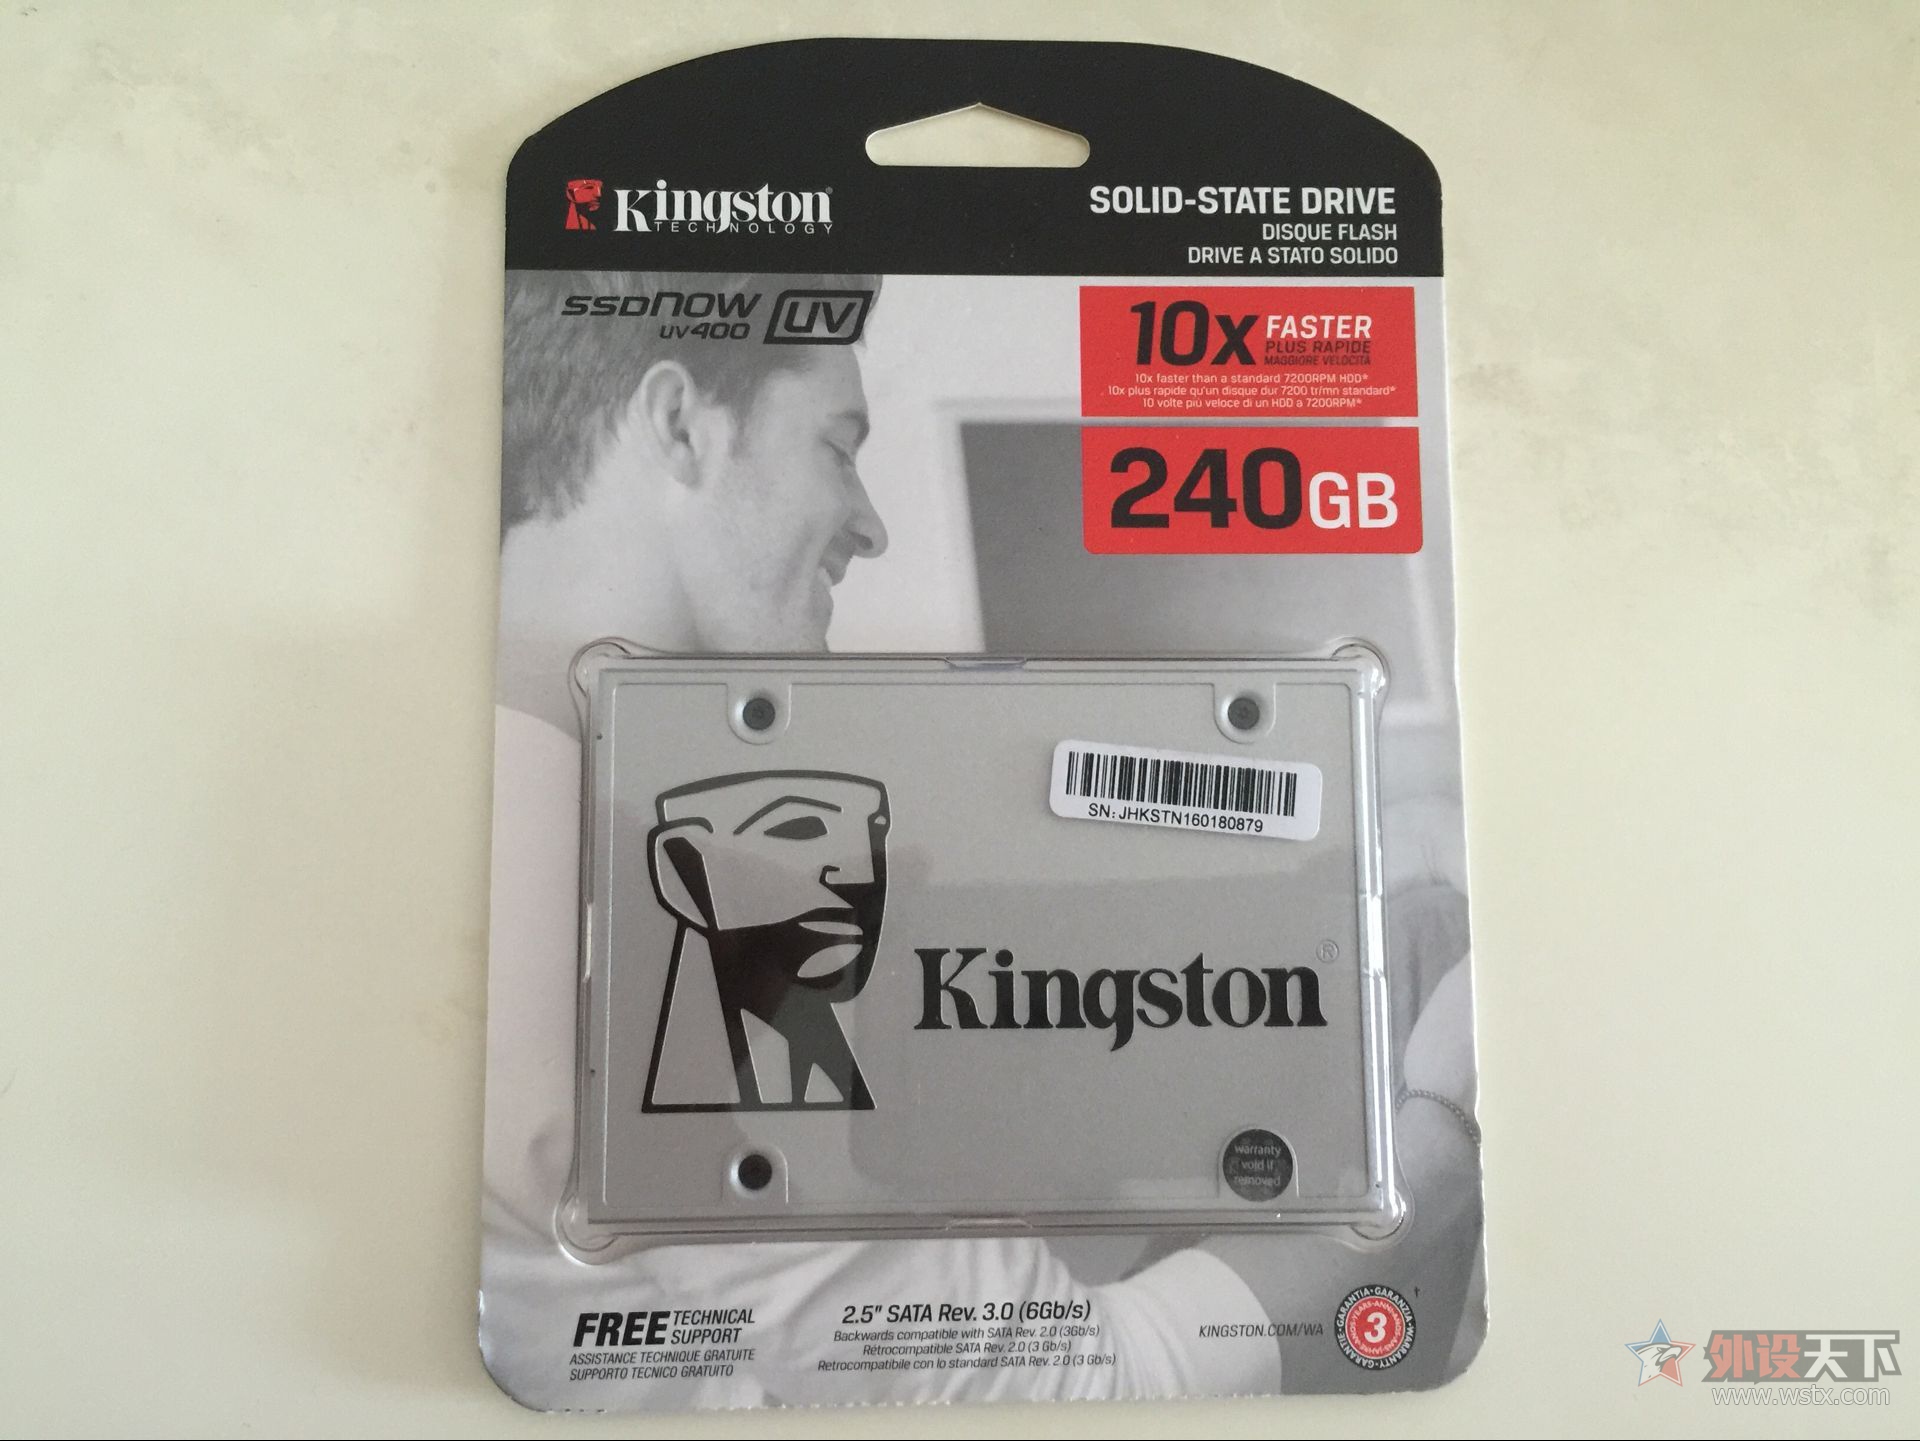 Kingston®
TECHNOLOGY
SOLID-STATE DRIVE
DISQUE FLASH
DRIVE A STATO SOLIDO
SSDNOW
UV400
UV
10x FASTER
PLUS RAPIDE
MAGGIORE VELOCITÀ
10x faster than a standard 7200RPM HDD*
10x plus rapide qu'un disque dur 7200 tr/mn standard*
10 volte più veloce di un HDD a 7200RPM*
240GB
SN:JHKSTN160180879
Kingston®
warranty
void if
removed
FREE TECHNICAL
SUPPORT
ASSISTANCE TECHNIQUE GRATUITE
SUPPORTO TECNICO GRATUITO
2.5" SATA Rev. 3.0 (6Gb/s)
Backwards compatible with SATA Rev. 2.0 (3Gb/s)
Rétrocompatible SATA Rev. 2.0 (3 Gb/s)
Retrocompatibile con lo standard SATA Rev. 2.0 (3 Gb/s)
KINGSTON.COM/WA
GARANTIA·GARANZIA·WARRANTY·GARANTIE
3
†
外设天下
www.wstx.com